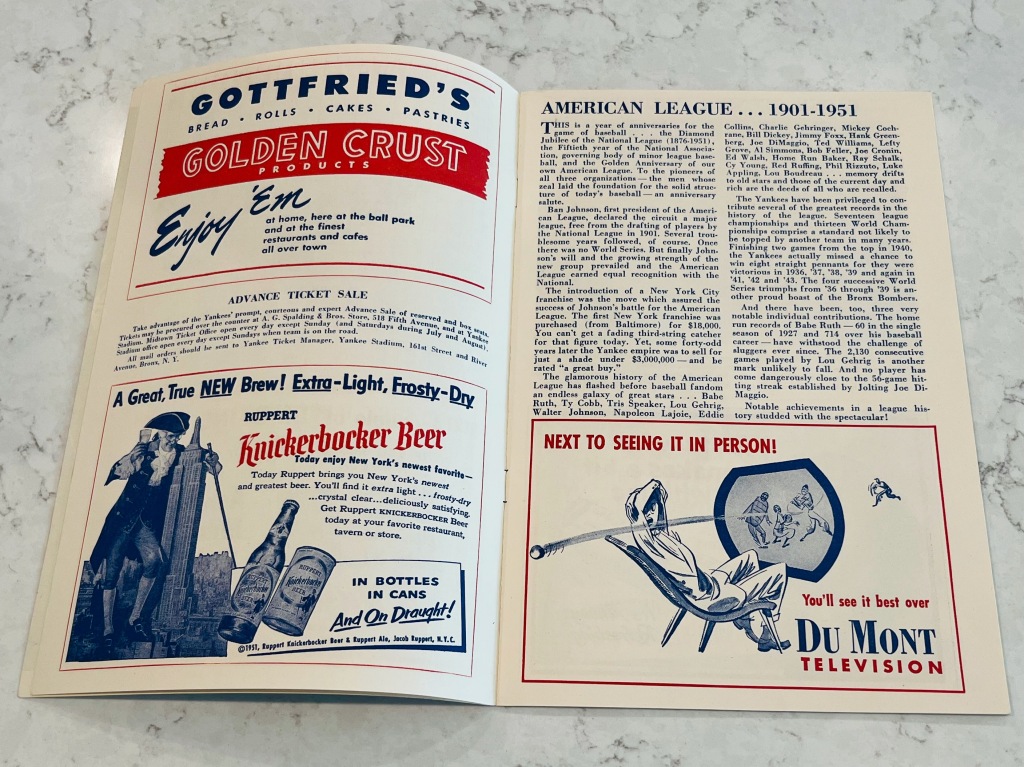 GOTTFRIED'S
BREAD • ROLLS • CAKES • PASTRIES
GOLDEN CRUST
PRODUCTS
Enjoy 'Em
at home, here at the ball park
and at the finest
restaurants and cafes
all over town
ADVANCE TICKET SALE
Take advantage of the Yankees' prompt, courteous and expert Advance Sale of reserved and box seats.
Tickets may be procured over the counter at A. G. Spalding & Bros. Store, 518 Fifth Avenue, and at Yankee
Stadium. Midtown Ticket Office open every day except Sunday (and Saturdays during July and August).
Stadium office open every day except Sundays when team is on the road.
All mail orders should be sent to Yankee Ticket Manager, Yankee Stadium, 161st Street and River
Avenue, Bronx, N. Y.
A Great, True NEW Brew! Extra-Light, Frosty-Dry
RUPPERT
Knickerbocker Beer
Today enjoy New York's newest favorite—
Today Ruppert brings you New York's newest
and greatest beer. You'll find it extra light . . . frosty-dry
...crystal clear...deliciously satisfying.
Get Ruppert KNICKERBOCKER Beer
today at your favorite restaurant,
tavern or store.
RUPPERT
Knickerbocker
BEER
IN BOTTLES
IN CANS
And On Draught!
©1951, Ruppert Knickerbocker Beer & Ruppert Ale, Jacob Ruppert, N.Y.C.
AMERICAN LEAGUE . . . 1901-1951
THIS is a year of anniversaries for the
game of baseball . . . the Diamond
Jubilee of the National League (1876-1951),
the Fiftieth year of the National Associa-
tion, governing body of minor league base-
ball, and the Golden Anniversary of our
own American League. To the pioneers of
all three organizations — the men whose
zeal laid the foundation for the solid struc-
ture of today's baseball — an anniversary
salute.
Ban Johnson, first president of the Ameri-
can League, declared the circuit a major
league, free from the drafting of players by
the National League in 1901. Several trou-
blesome years followed, of course. Once
there was no World Series. But finally John-
son's will and the growing strength of the
new group prevailed and the American
League earned equal recognition with the
National.
The introduction of a New York City
franchise was the move which assured the
success of Johnson's battle for the American
League. The first New York franchise was
purchased (from Baltimore) for $18,000.
You can't get a fading third-string catcher
for that figure today. Yet, some forty-odd
years later the Yankee empire was to sell for
just a shade under $3,000,000 — and be
rated "a great buy."
The glamorous history of the American
League has flashed before baseball fandom
an endless galaxy of great stars . . . Babe
Ruth, Ty Cobb, Tris Speaker, Lou Gehrig,
Walter Johnson, Napoleon Lajoie, Eddie
Collins, Charlie Gehringer, Mickey Coch-
rane, Bill Dickey, Jimmy Foxx, Hank Green-
berg, Joe DiMaggio, Ted Williams, Lefty
Grove, Al Simmons, Bob Feller, Joe Cronin,
Ed Walsh, Home Run Baker, Ray Schalk,
Cy Young, Red Ruffing, Phil Rizzuto, Luke
Appling, Lou Boudreau . . . memory drifts
to old stars and those of the current day and
rich are the deeds of all who are recalled.
The Yankees have been privileged to con-
tribute several of the greatest records in the
history of the league. Seventeen league
championships and thirteen World Cham-
pionships comprise a standard not likely to
be topped by another team in many years.
Finishing two games from the top in 1940,
the Yankees actually missed a chance to
win eight straight pennants for they were
victorious in 1936, '37, '38, '39 and again in
'41, '42 and '43. The four successive World
Series triumphs from '36 through '39 is an-
other proud boast of the Bronx Bombers.
And there have been, too, three very
notable individual contributions. The home
run records of Babe Ruth — 60 in the single
season of 1927 and 714 over his baseball
career — have withstood the challenge of
sluggers ever since. The 2,130 consecutive
games played by Lou Gehrig is another
mark unlikely to fall. And no player has
come dangerously close to the 56-game hit-
ting streak established by Jolting Joe Di-
Maggio.
Notable achievements in a league his-
tory studded with the spectacular!
NEXT TO SEEING IT IN PERSON!
You'll see it best over
DU MONT
TELEVISION